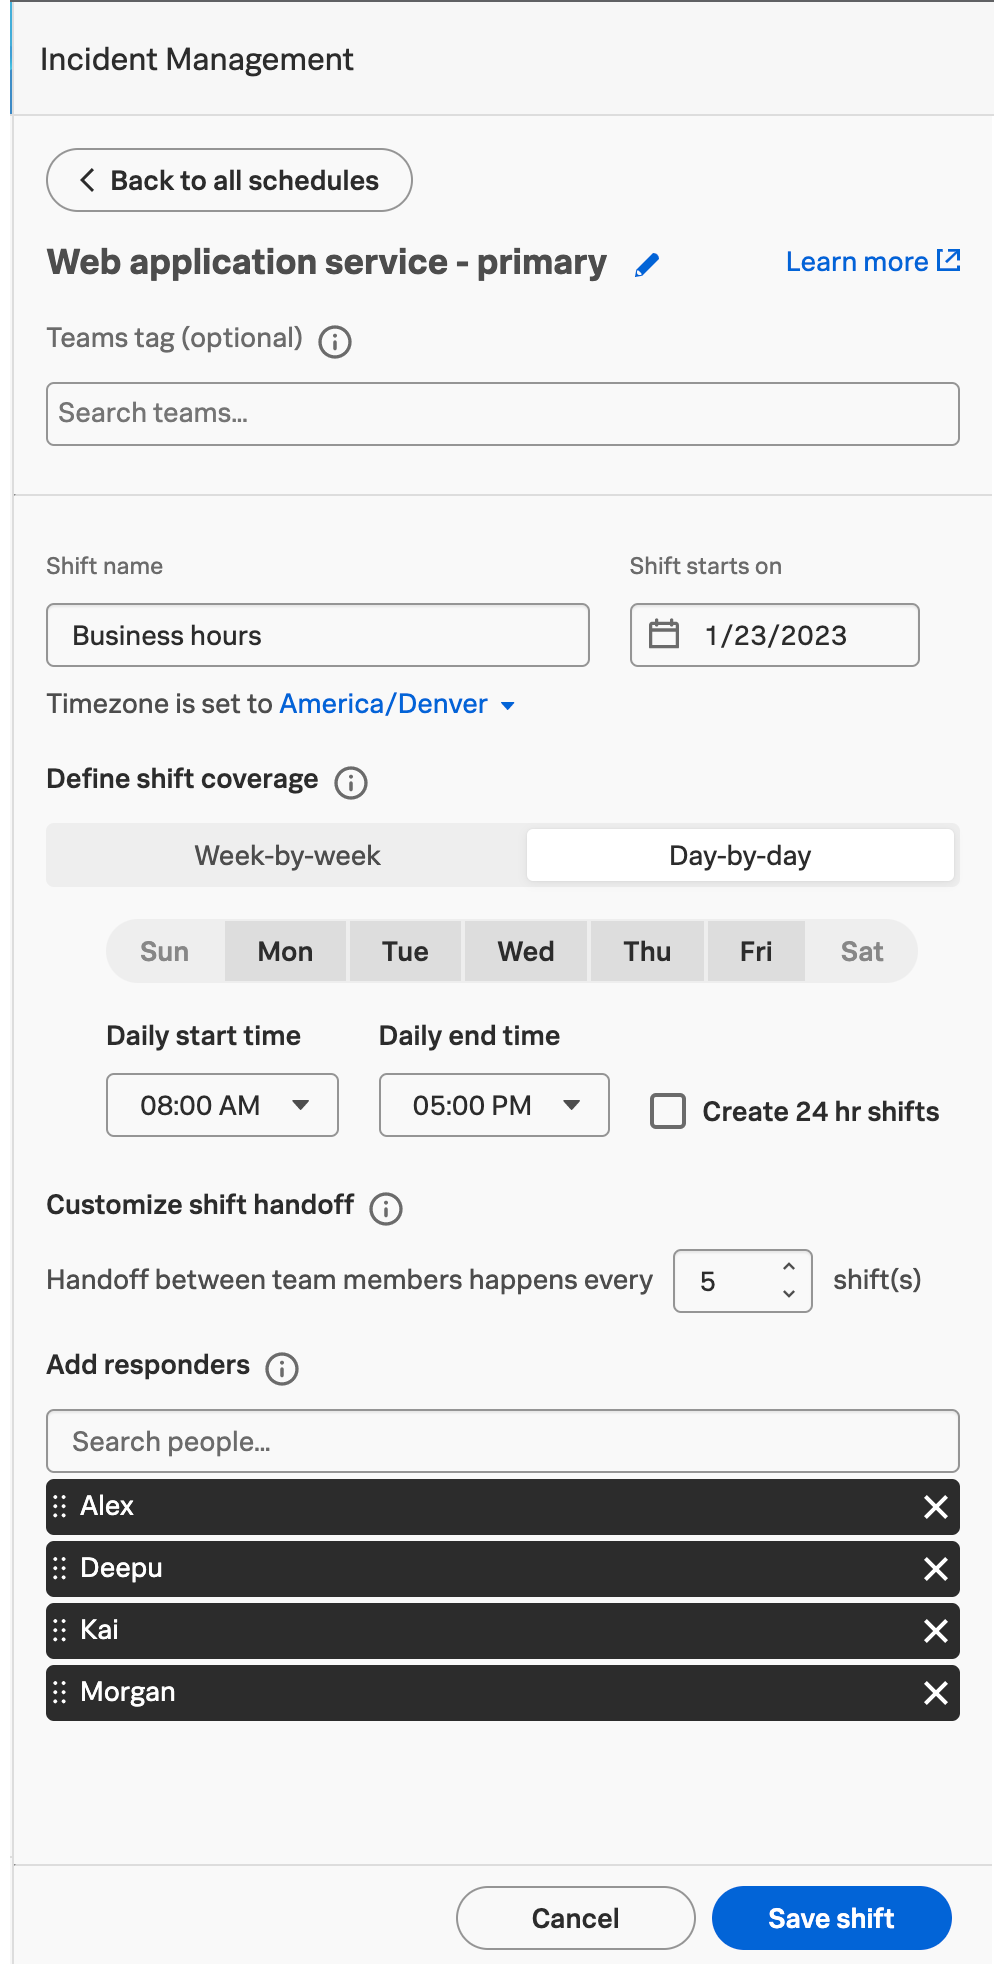 Incident Management
Back to all schedules
Web application service - primary
Learn more
Teams tag (optional)
Search teams...
Shift name
Shift starts on
Business hours
1/23/2023
Timezone is set to America/Denver
Define shift coverage
Week-by-week
Day-by-day
Sun Mon Tue Wed Thu Fri Sat
Daily start time
Daily end time
08:00 AM
05:00 PM
Create 24 hr shifts
Customize shift handoff
Handoff between team members happens every 5 shift(s)
Add responders
Search people...
Alex
Deepu
Kai
Morgan
Cancel
Save shift